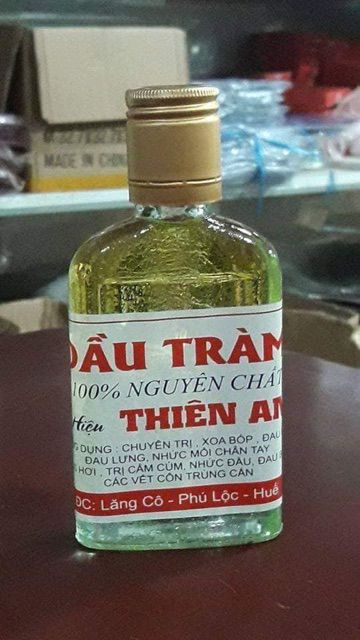 MADE IN CHINA
DẦU TRÀM
100% NGUYÊN CHẤT
Hiệu THIÊN AN
DỤNG : CHUYÊN TRỊ , XOA BÓP , ĐAU
ĐAU LƯNG, NHỨC MỎI CHÂN TAY
HƠI , TRỊ CẢM CÚM, NHỨC ĐẦU, ĐAU
CÁC VẾT CÔN TRÙNG CẮN
ĐC: Lăng Cô - Phú Lộc - Huế